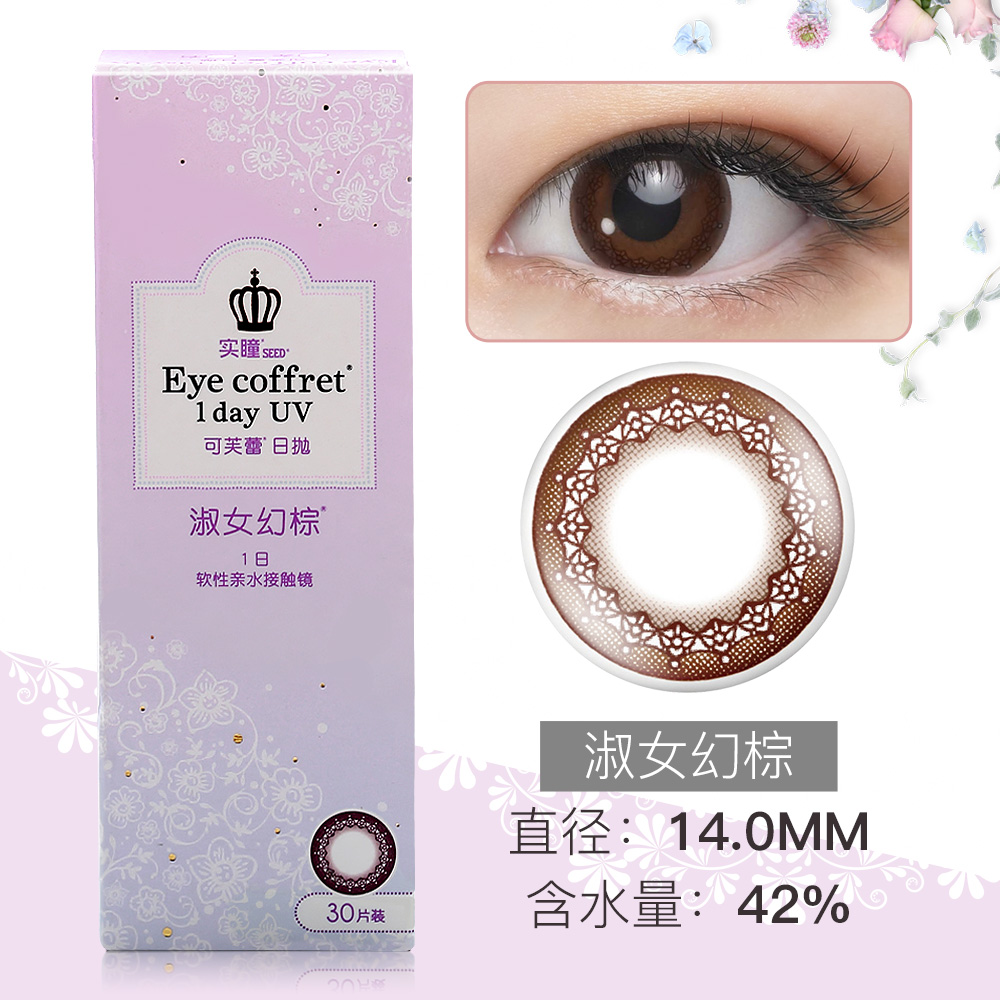 实瞳® SEED®
Eye coffret®
1 day UV
可芙蕾® 日抛
淑女幻棕®
1日
软性亲水接触镜
30片装
淑女幻棕
直径：14.0MM
含水量：42%